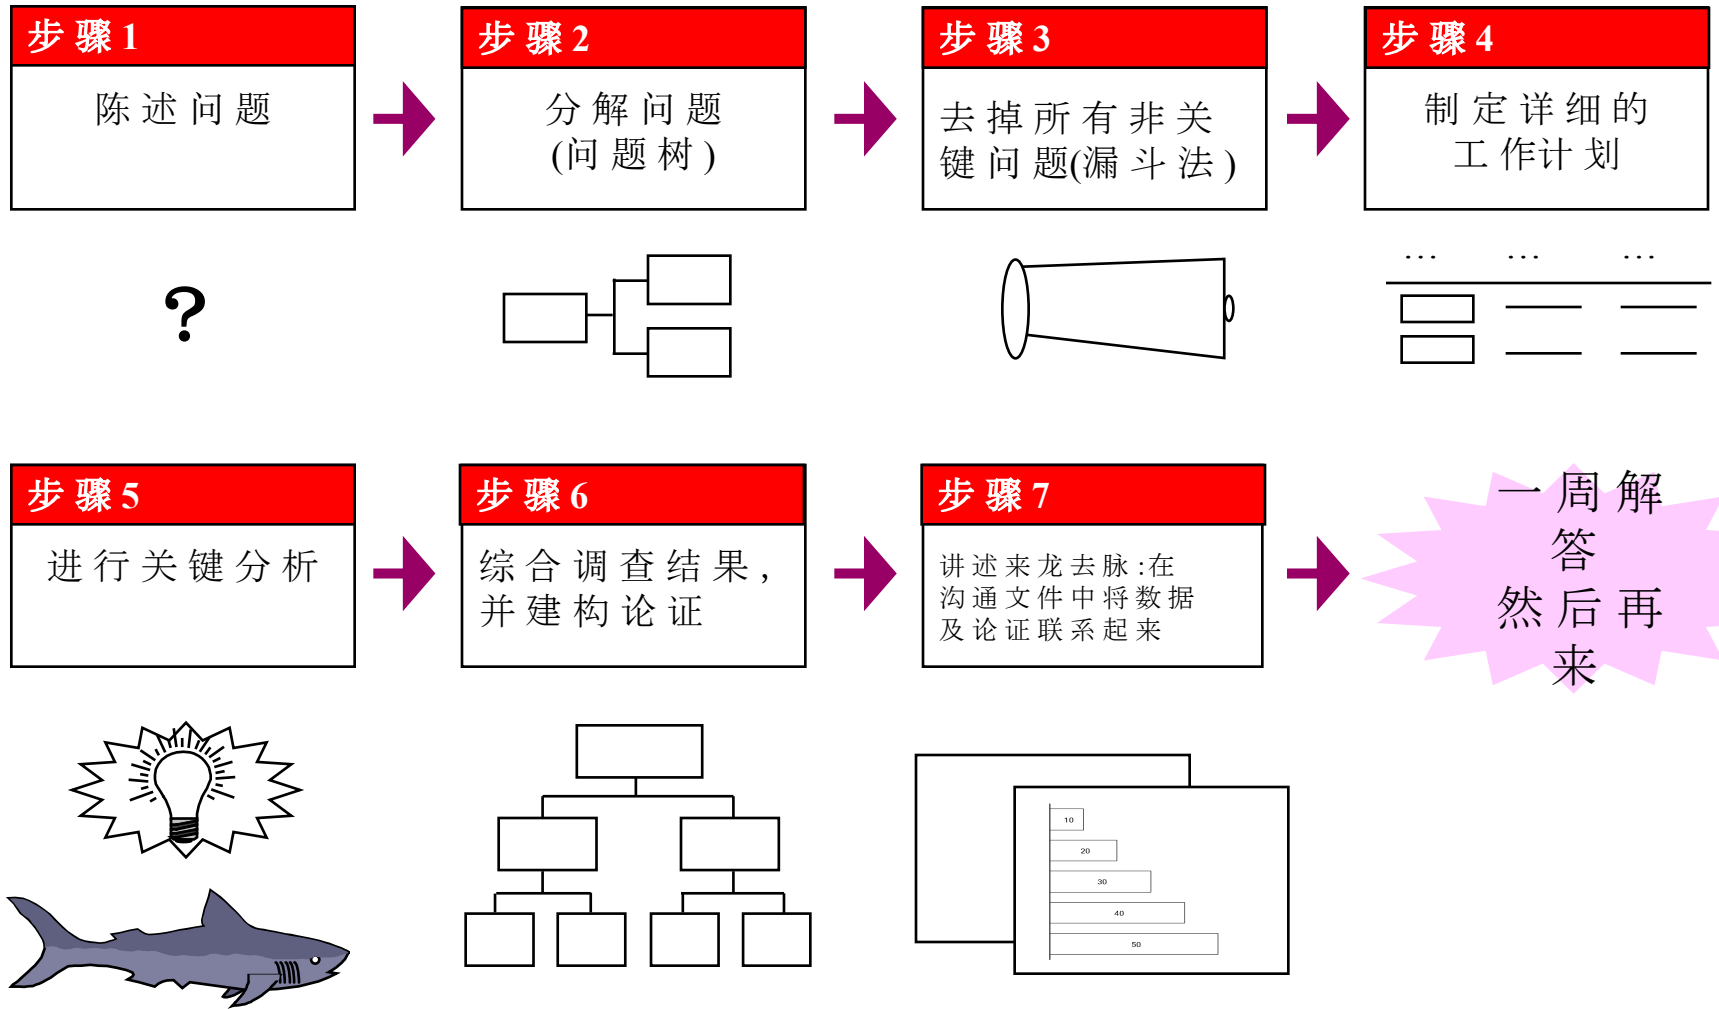 步骤1
陈述问题
步骤2
分解问题
(问题树)
步骤3
去掉所有非关
键问题(漏斗法)
步骤4
制定详细的
工作计划
?
... ... ...
步骤5
进行关键分析
步骤6
综合调查结果,
并建构论证
步骤7
讲述来龙去脉:在
沟通文件中将数据
及论证联系起来
一周解
答
然后再
来
10
20
30
40
50